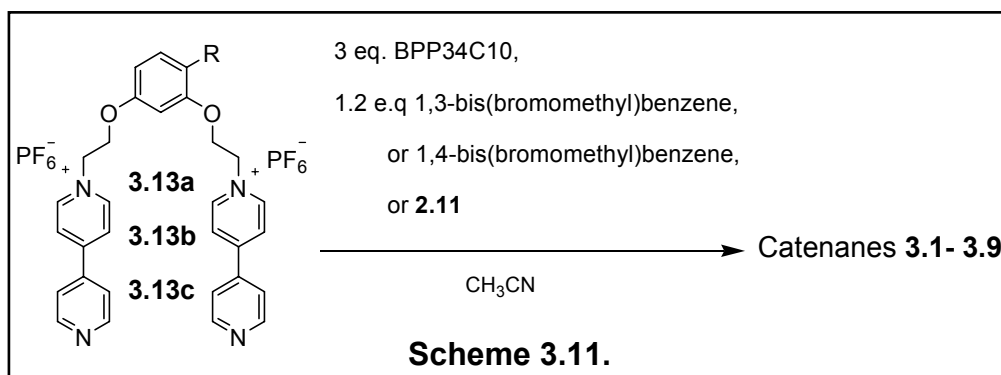 R
3 eq. BPP34C10,
1.2 e.q 1,3-bis(bromomethyl)benzene,
or 1,4-bis(bromomethyl)benzene,
or 2.11
O O
PF6− + N + PF6− N
3.13a
3.13b
3.13c
N N
CH3CN
Catenanes 3.1- 3.9
Scheme 3.11.